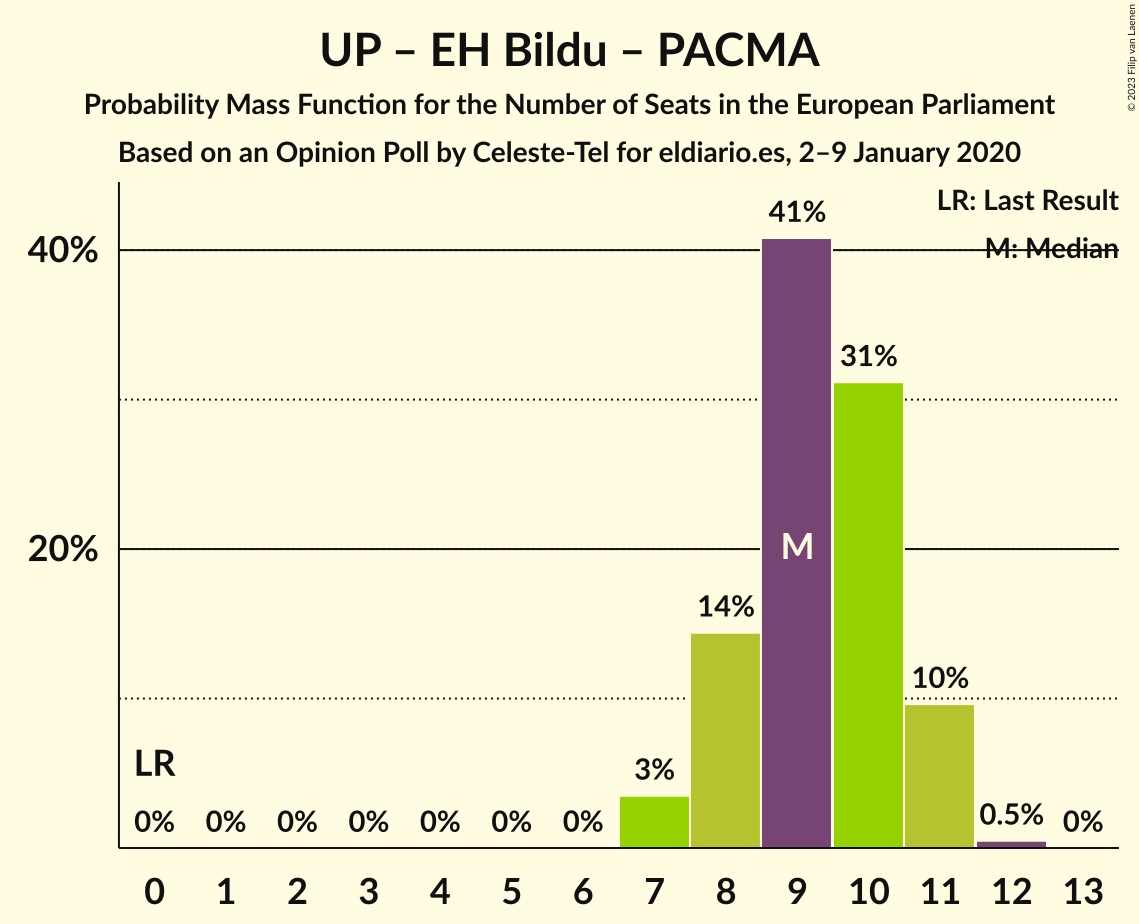 UP – EH Bildu – PACMA
Probability Mass Function for the Number of Seats in the European Parliament
Based on an Opinion Poll by Celeste-Tel for eldiario.es, 2–9 January 2020
© 2023 Filip van Laenen
LR: Last Result
M: Median
40%
20%
41%
31%
M
14%
10%
LR
3%
0% 0% 0% 0% 0% 0% 0% 0.5% 0%
0 1 2 3 4 5 6 7 8 9 10 11 12 13